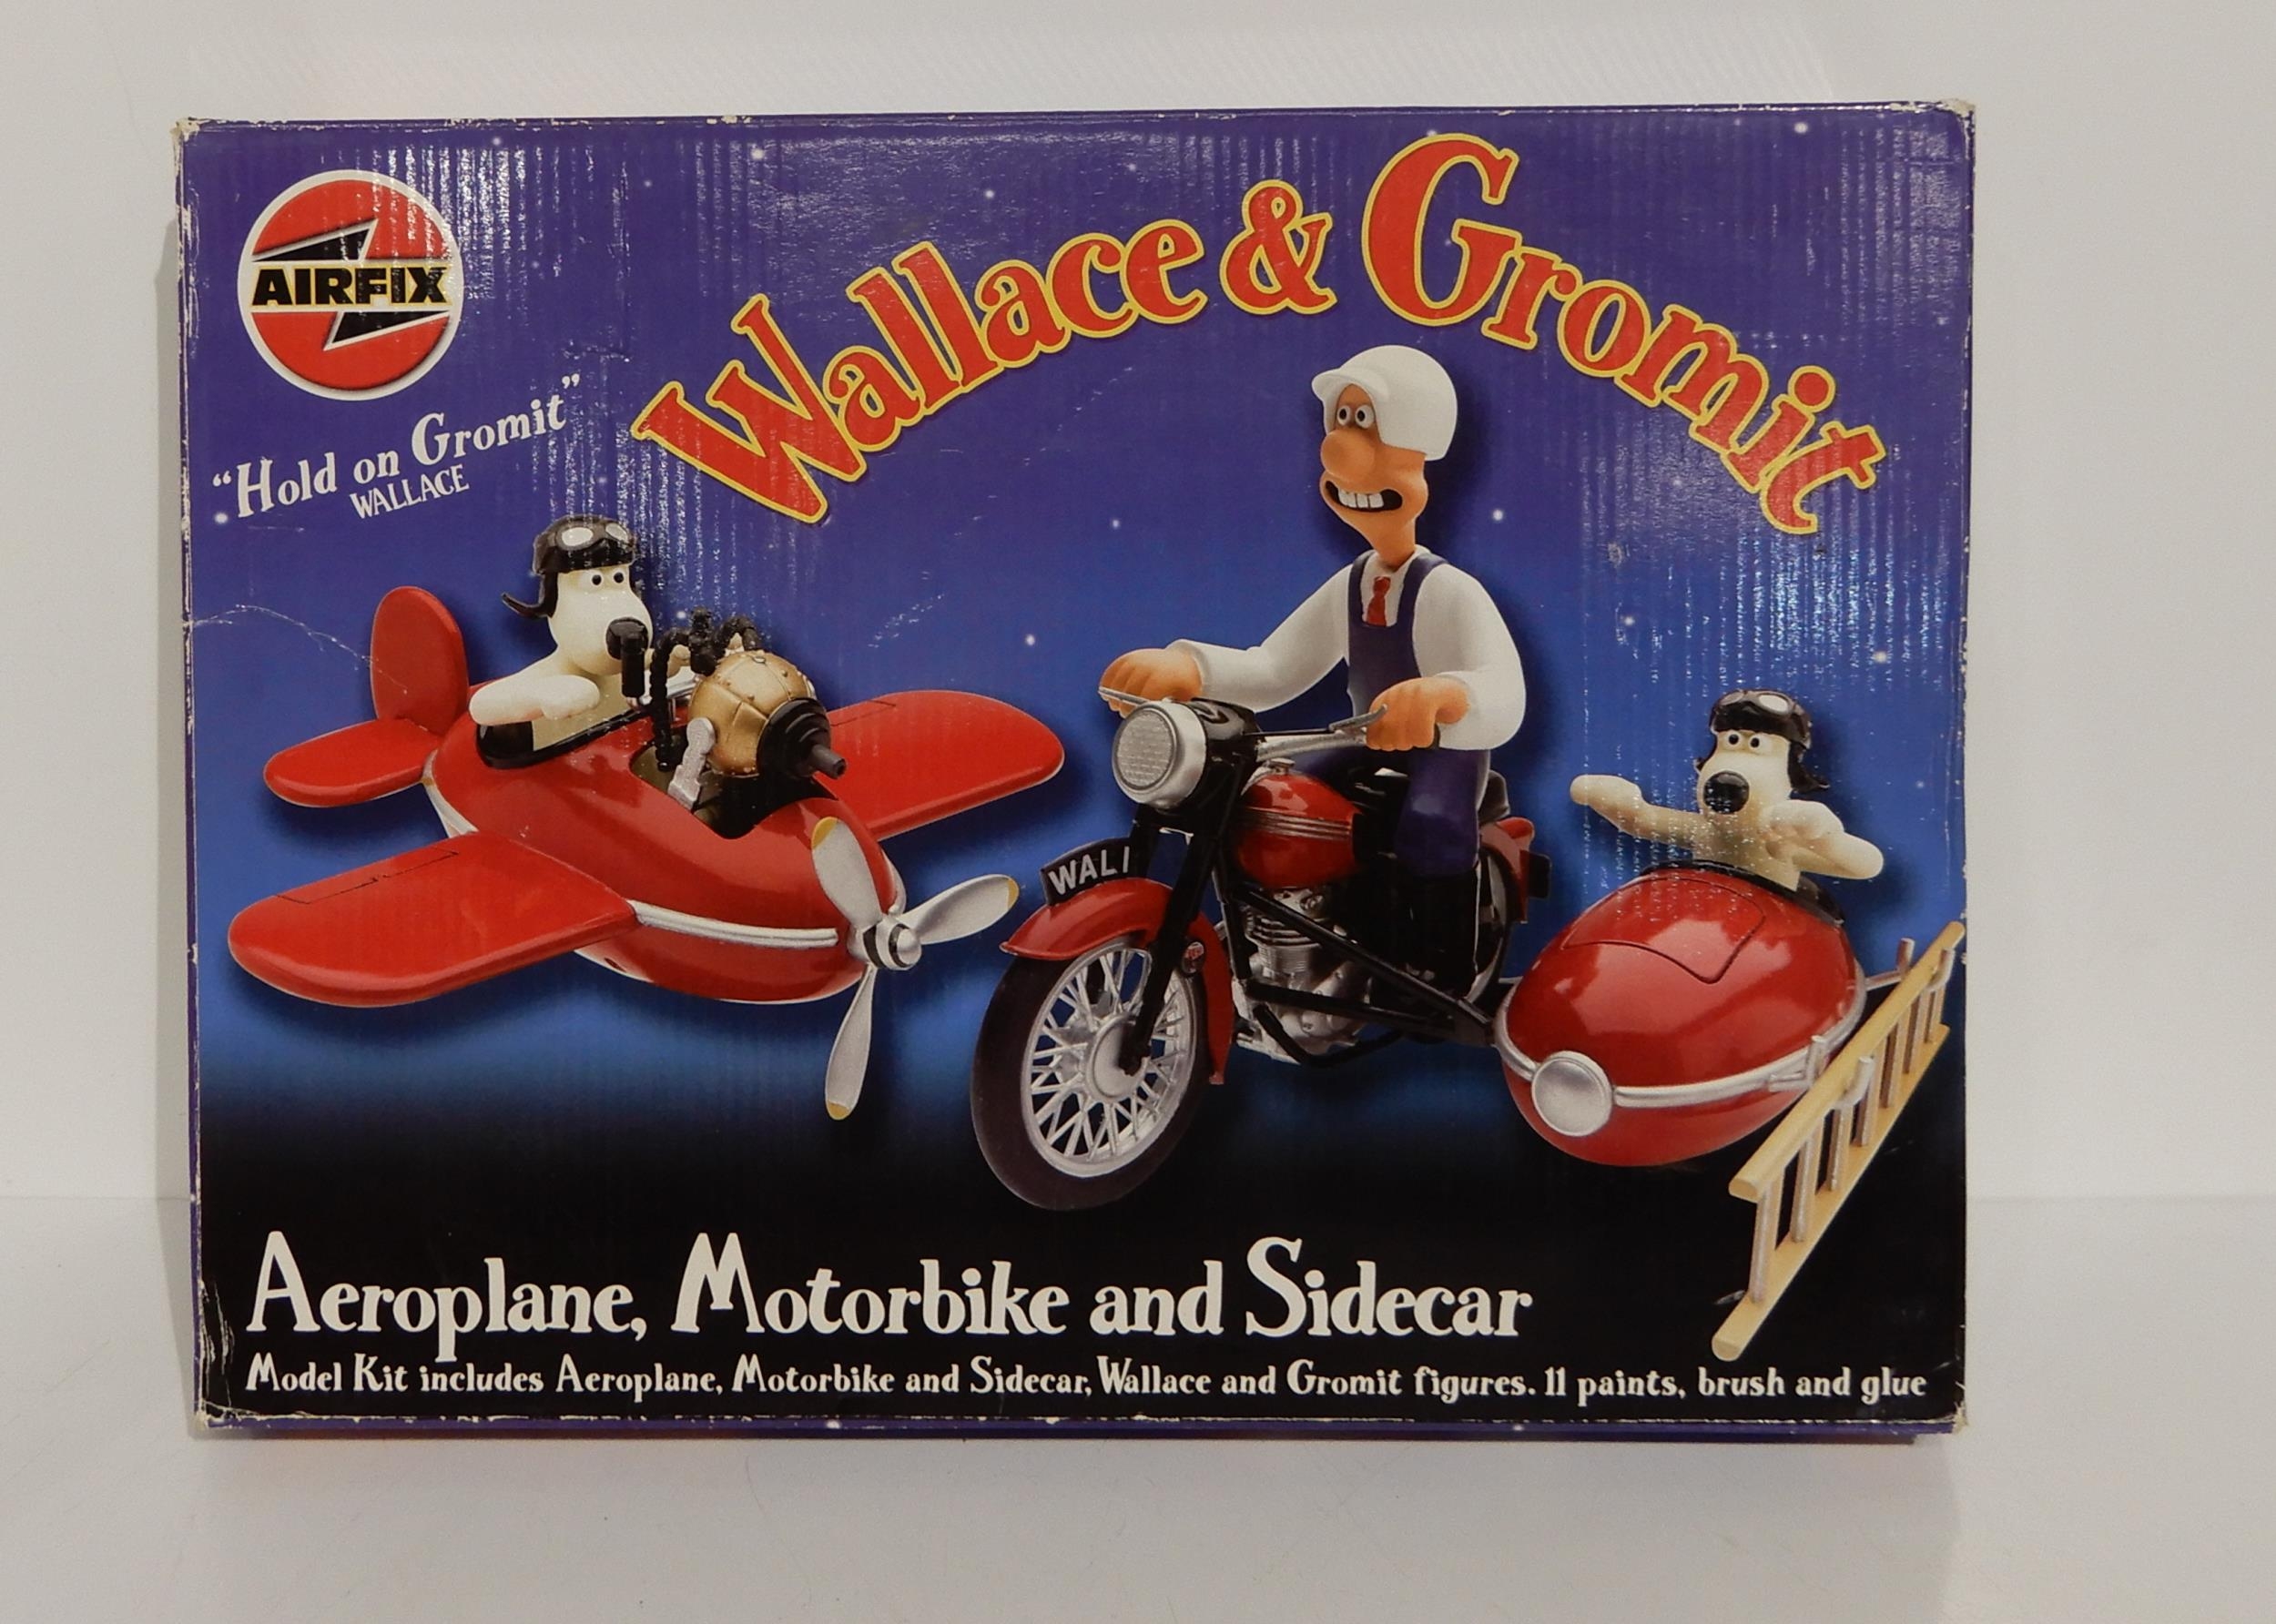 AIRFIX
Wallace & Gromit
“Hold on Gromit”
WALLACE
WAL1
Aeroplane, Motorbike and Sidecar
Model Kit includes Aeroplane, Motorbike and Sidecar, Wallace and Gromit figures. 11 paints, brush and glue